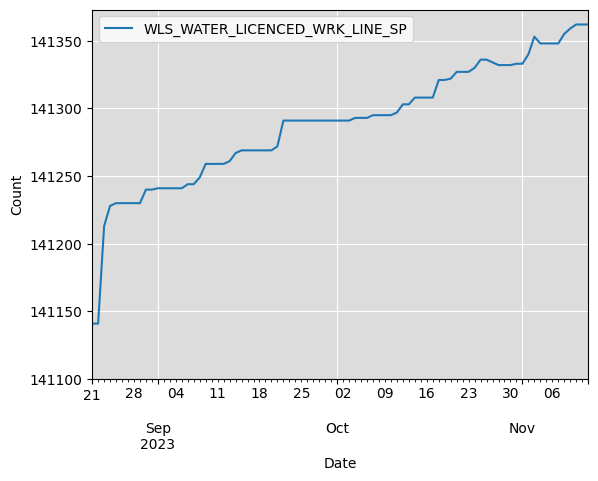 WLS_WATER_LICENCED_WRK_LINE_SP
141350
141300
141250
141200
141150
141100
Count
21 28 04 11 18 25 02 09 16 23 30 06
Sep Oct Nov
2023
Date